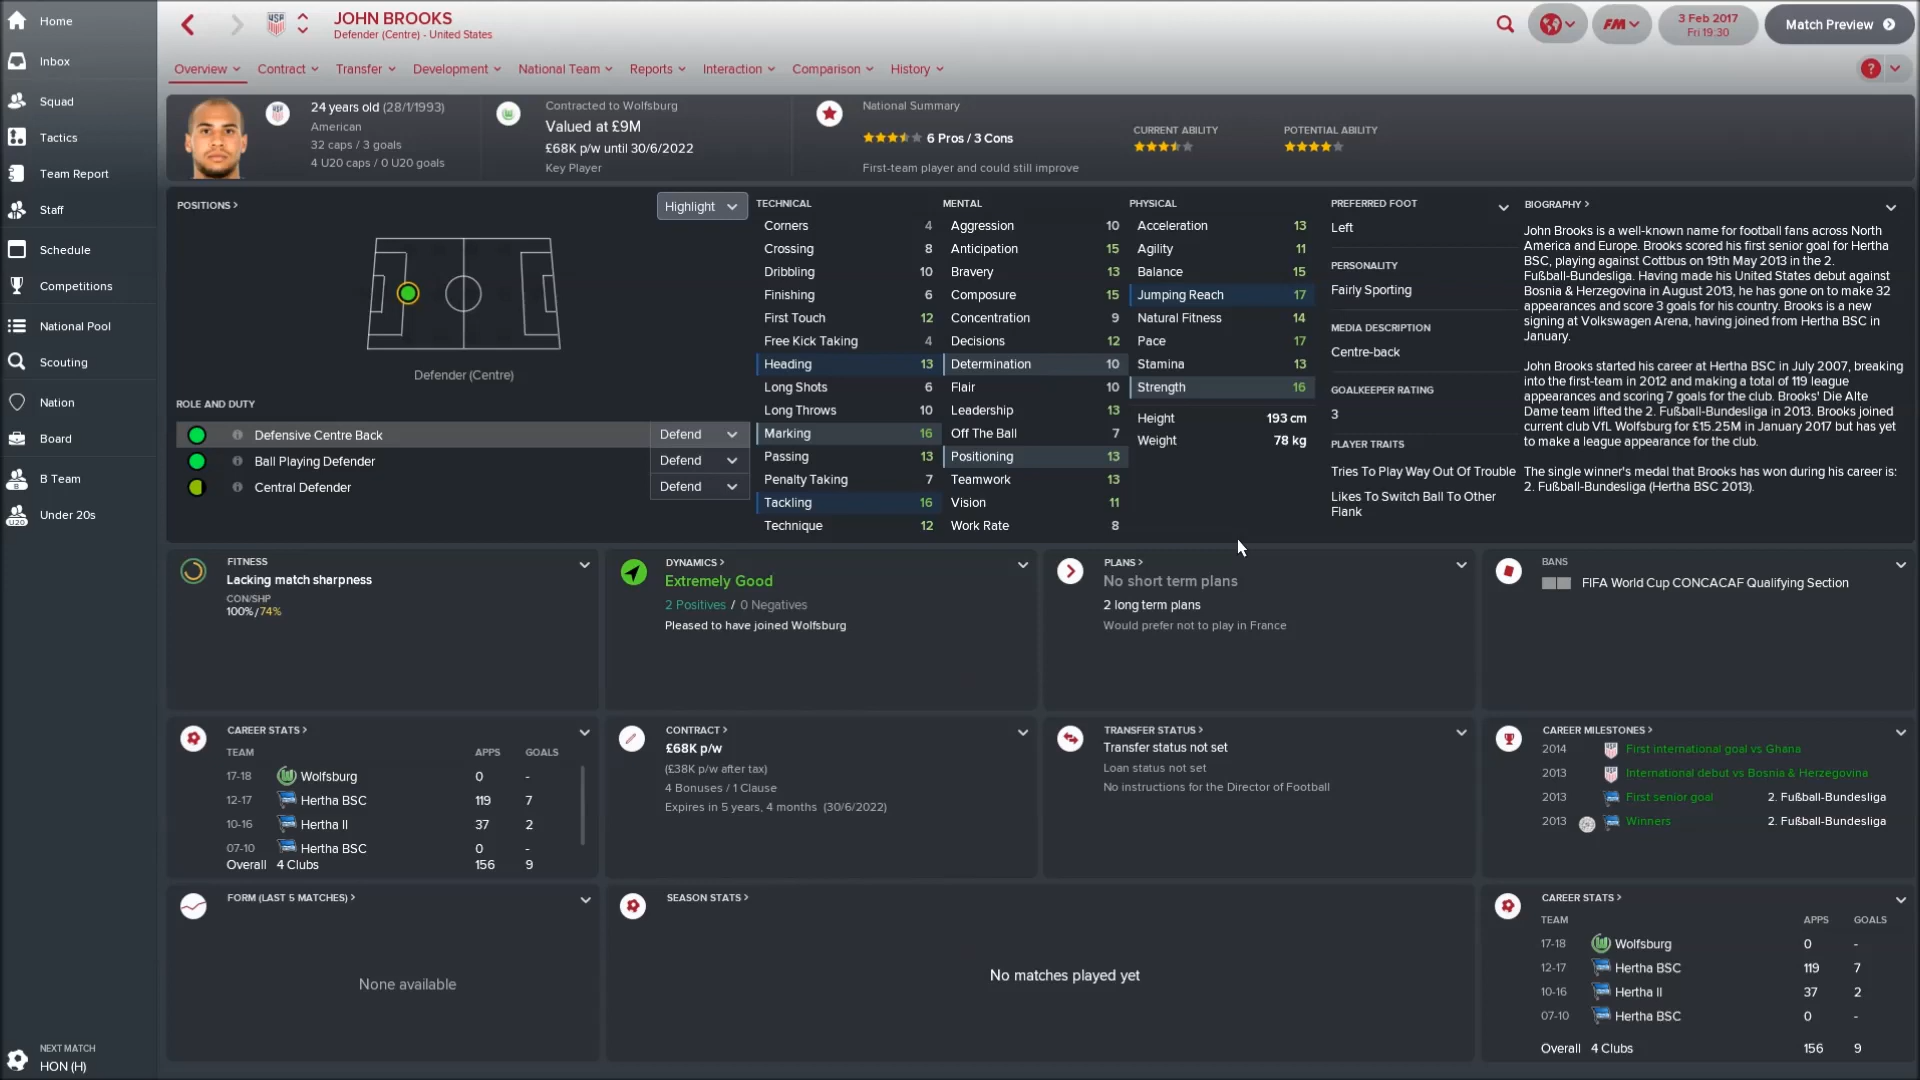 Home
Inbox
Squad
Tactics
Team Report
Staff
Schedule
Competitions
National Pool
Scouting
Nation
Board
B Team
Under 20s
NEXT MATCH
HON (H)
JOHN BROOKS
Defender (Centre) - United States
FM
3 Feb 2017
Fri 19:30
Match Preview
Overview Contract Transfer Development National Team Reports Interaction Comparison History
?
24 years old (28/1/1993)
American
32 caps / 3 goals
4 U20 caps / 0 U20 goals
Contracted to Wolfsburg
Valued at £9M
£68K p/w until 30/6/2022
Key Player
National Summary
6 Pros / 3 Cons
First-team player and could still improve
CURRENT ABILITY
POTENTIAL ABILITY
POSITIONS >
Highlight
Defender (Centre)
ROLE AND DUTY
Defensive Centre Back Defend
Ball Playing Defender Defend
Central Defender Defend
TECHNICAL
Corners 4
Crossing 8
Dribbling 10
Finishing 6
First Touch 12
Free Kick Taking 4
Heading 13
Long Shots 6
Long Throws 10
Marking 16
Passing 13
Penalty Taking 7
Tackling 16
Technique 12
MENTAL
Aggression 10
Anticipation 15
Bravery 13
Composure 15
Concentration 9
Decisions 12
Determination 10
Flair 10
Leadership 13
Off The Ball 7
Positioning 13
Teamwork 13
Vision 11
Work Rate 8
PHYSICAL
Acceleration 13
Agility 11
Balance 15
Jumping Reach 17
Natural Fitness 14
Pace 17
Stamina 13
Strength 16
Height 193 cm
Weight 78 kg
PREFERRED FOOT
Left
PERSONALITY
Fairly Sporting
MEDIA DESCRIPTION
Centre-back
GOALKEEPER RATING
3
PLAYER TRAITS
Tries To Play Way Out Of Trouble
Likes To Switch Ball To Other
Flank
BIOGRAPHY >
John Brooks is a well-known name for football fans across North
America and Europe. Brooks scored his first senior goal for Hertha
BSC, playing against Cottbus on 19th May 2013 in the 2.
Fußball-Bundesliga. Having made his United States debut against
Bosnia & Herzegovina in August 2013, he has gone on to make 32
appearances and score 3 goals for his country. Brooks is a new
signing at Volkswagen Arena, having joined from Hertha BSC in
January.
John Brooks started his career at Hertha BSC in July 2007, breaking
into the first-team in 2012 and making a total of 119 league
appearances and scoring 7 goals for the club. Brooks' Die Alte
Dame team lifted the 2. Fußball-Bundesliga in 2013. Brooks joined
current club VfL Wolfsburg for £15.25M in January 2017 but has yet
to make a league appearance for the club.
The single winner's medal that Brooks has won during his career is:
2. Fußball-Bundesliga (Hertha BSC 2013).
FITNESS
Lacking match sharpness
CON/SHP
100%/74%
DYNAMICS >
Extremely Good
2 Positives / 0 Negatives
Pleased to have joined Wolfsburg
PLANS >
No short term plans
2 long term plans
Would prefer not to play in France
BANS
FIFA World Cup CONCACAF Qualifying Section
CAREER STATS >
TEAM APPS GOALS
17-18 Wolfsburg 0 -
12-17 Hertha BSC 119 7
10-16 Hertha II 37 2
07-10 Hertha BSC 0 -
Overall 4 Clubs 156 9
CONTRACT >
£68K p/w
(£38K p/w after tax)
4 Bonuses / 1 Clause
Expires in 5 years, 4 months (30/6/2022)
TRANSFER STATUS >
Transfer status not set
Loan status not set
No instructions for the Director of Football
CAREER MILESTONES >
2014 First international goal vs Ghana
2013 International debut vs Bosnia & Herzegovina
2013 First senior goal 2. Fußball-Bundesliga
2013 Winners 2. Fußball-Bundesliga
FORM (LAST 5 MATCHES) >
None available
SEASON STATS >
No matches played yet
CAREER STATS >
TEAM APPS GOALS
17-18 Wolfsburg 0 -
12-17 Hertha BSC 119 7
10-16 Hertha II 37 2
07-10 Hertha BSC 0 -
Overall 4 Clubs 156 9